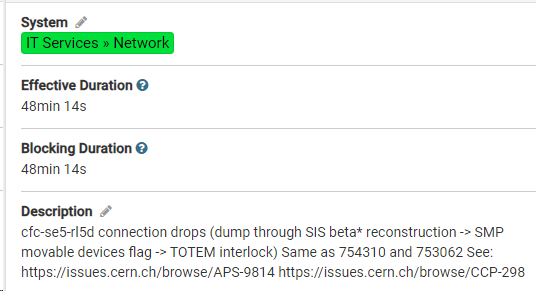 System
IT Services » Network
Effective Duration
48min 14s
Blocking Duration
48min 14s
Description
cfc-se5-rl5d connection drops (dump through SIS beta* reconstruction -> SMP
movable devices flag -> TOTEM interlock) Same as 754310 and 753062 See:
https://issues.cern.ch/browse/APS-9814 https://issues.cern.ch/browse/CCP-298